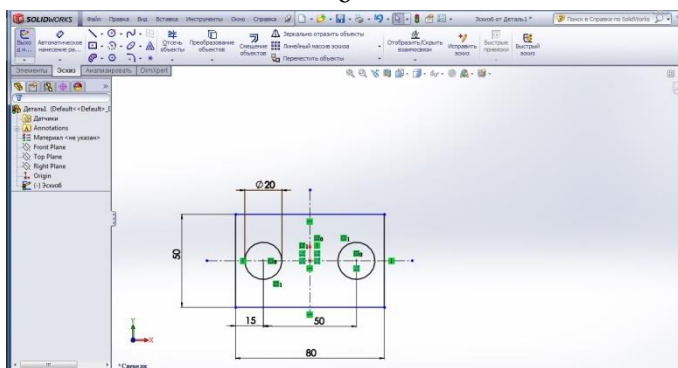 SOLIDWORKS Файл Правка Вид Вставка Инструменты Окно Справка Эскиз6 от Деталь1 * Поиск в Справке по SolidWorks
Автоматическое нанесение ра...
Отсечь объекты
Преобразование объектов
Смещение объектов
Зеркально отразить объекты
Линейный массив эскиза
Переместить объекты
Отобразить/Скрыть взаимосвязи
Исправить эскиз
Быстрые привязки
Быстрый эскиз
Элементы Эскиз Анализировать DimXpert
Деталь1 (Default<<Default>_
Датчики
Annotations
Материал <не указан>
Front Plane
Top Plane
Right Plane
Origin
(-) Эскиз6
Ø20
50
15
50
80
Y
X